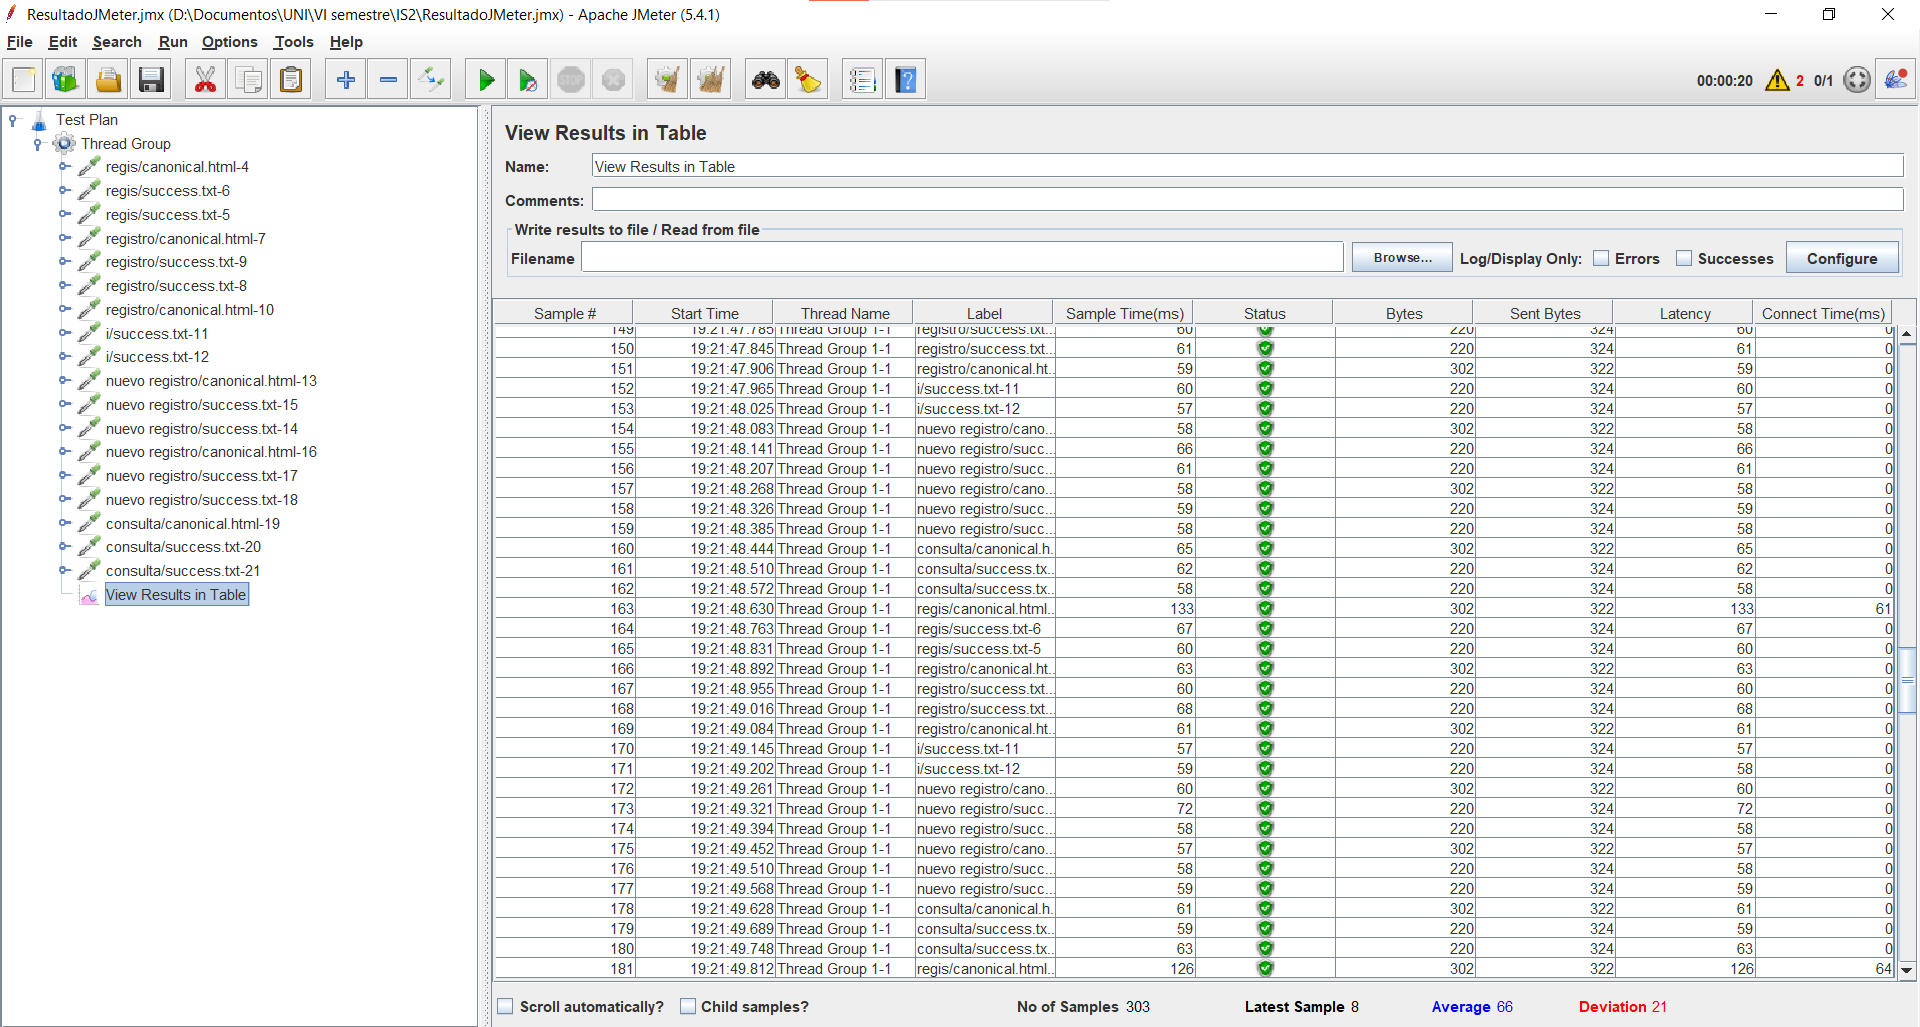 ResultadoJMeter.jmx (D:\Documentos\UNI\VI semestre\IS2\ResultadoJMeter.jmx) - Apache JMeter (5.4.1)
File Edit Search Run Options Tools Help
STOP
00:00:20 2 0/1
Test Plan
Thread Group
regis/canonical.html-4
regis/success.txt-6
regis/success.txt-5
registro/canonical.html-7
registro/success.txt-9
registro/success.txt-8
registro/canonical.html-10
i/success.txt-11
i/success.txt-12
nuevo registro/canonical.html-13
nuevo registro/success.txt-15
nuevo registro/success.txt-14
nuevo registro/canonical.html-16
nuevo registro/success.txt-17
nuevo registro/success.txt-18
consulta/canonical.html-19
consulta/success.txt-20
consulta/success.txt-21
View Results in Table
View Results in Table
Name: View Results in Table
Comments:
Write results to file / Read from file
Filename Browse... Log/Display Only: Errors Successes Configure
Sample # Start Time Thread Name Label Sample Time(ms) Status Bytes Sent Bytes Latency Connect Time(ms)
149 19:21:47.785 Thread Group 1-1 registro/success.txt... 60 220 324 60 0
150 19:21:47.845 Thread Group 1-1 registro/success.txt... 61 220 324 61 0
151 19:21:47.906 Thread Group 1-1 registro/canonical.ht... 59 302 322 59 0
152 19:21:47.965 Thread Group 1-1 i/success.txt-11 60 220 324 60 0
153 19:21:48.025 Thread Group 1-1 i/success.txt-12 57 220 324 57 0
154 19:21:48.083 Thread Group 1-1 nuevo registro/cano... 58 302 322 58 0
155 19:21:48.141 Thread Group 1-1 nuevo registro/succ... 66 220 324 66 0
156 19:21:48.207 Thread Group 1-1 nuevo registro/succ... 61 220 324 61 0
157 19:21:48.268 Thread Group 1-1 nuevo registro/cano... 58 302 322 58 0
158 19:21:48.326 Thread Group 1-1 nuevo registro/succ... 59 220 324 59 0
159 19:21:48.385 Thread Group 1-1 nuevo registro/succ... 58 220 324 58 0
160 19:21:48.444 Thread Group 1-1 consulta/canonical.h... 65 302 322 65 0
161 19:21:48.510 Thread Group 1-1 consulta/success.tx... 62 220 324 62 0
162 19:21:48.572 Thread Group 1-1 consulta/success.tx... 58 220 324 58 0
163 19:21:48.630 Thread Group 1-1 regis/canonical.html... 133 302 322 133 61
164 19:21:48.763 Thread Group 1-1 regis/success.txt-6 67 220 324 67 0
165 19:21:48.831 Thread Group 1-1 regis/success.txt-5 60 220 324 60 0
166 19:21:48.892 Thread Group 1-1 registro/canonical.ht... 63 302 322 63 0
167 19:21:48.955 Thread Group 1-1 registro/success.txt... 60 220 324 60 0
168 19:21:49.016 Thread Group 1-1 registro/success.txt... 68 220 324 68 0
169 19:21:49.084 Thread Group 1-1 registro/canonical.ht... 61 302 322 61 0
170 19:21:49.145 Thread Group 1-1 i/success.txt-11 57 220 324 57 0
171 19:21:49.202 Thread Group 1-1 i/success.txt-12 59 220 324 58 0
172 19:21:49.261 Thread Group 1-1 nuevo registro/cano... 60 302 322 60 0
173 19:21:49.321 Thread Group 1-1 nuevo registro/succ... 72 220 324 72 0
174 19:21:49.394 Thread Group 1-1 nuevo registro/succ... 58 220 324 58 0
175 19:21:49.452 Thread Group 1-1 nuevo registro/cano... 57 302 322 57 0
176 19:21:49.510 Thread Group 1-1 nuevo registro/succ... 58 220 324 58 0
177 19:21:49.568 Thread Group 1-1 nuevo registro/succ... 59 220 324 59 0
178 19:21:49.628 Thread Group 1-1 consulta/canonical.h... 61 302 322 61 0
179 19:21:49.689 Thread Group 1-1 consulta/success.tx... 59 220 324 59 0
180 19:21:49.748 Thread Group 1-1 consulta/success.tx... 63 220 324 63 0
181 19:21:49.812 Thread Group 1-1 regis/canonical.html... 126 302 322 126 64
Scroll automatically? Child samples? No of Samples 303 Latest Sample 8 Average 66 Deviation 21